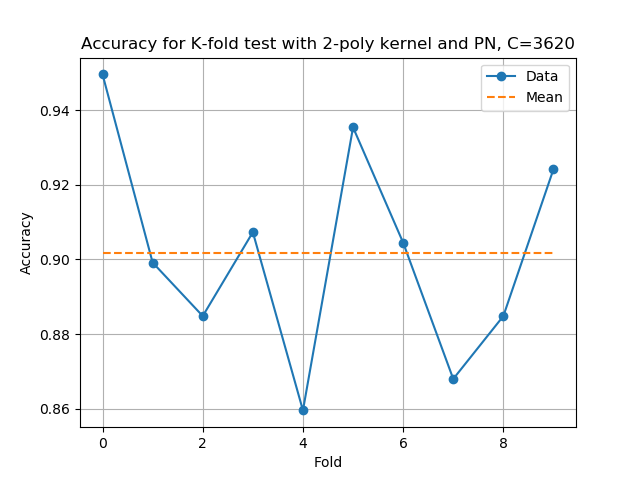 Accuracy for K-fold test with 2-poly kernel and PN, C=3620
Data
Mean
0.94
0.92
0.90
0.88
0.86
Accuracy
0 2 4 6 8
Fold